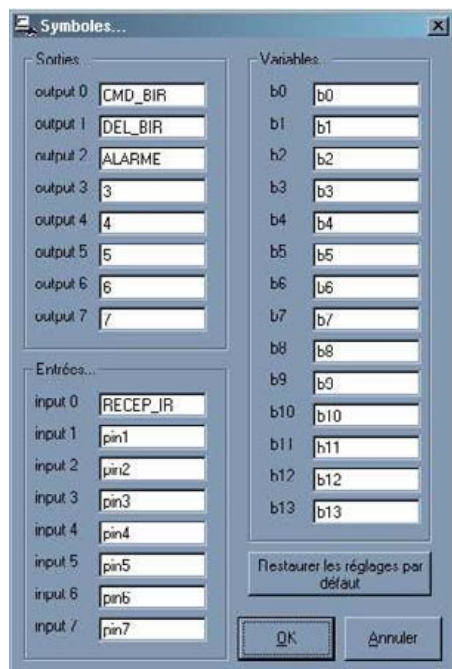 Symboles...
Sorties...
output 0 CMD_BIR
output 1 DEL_BIR
output 2 ALARME
output 3 3
output 4 4
output 5 5
output 6 6
output 7 7
Entrées...
input 0 RECEP_IR
input 1 pin1
input 2 pin2
input 3 pin3
input 4 pin4
input 5 pin5
input 6 pin6
input 7 pin7
Variables...
b0 b0
b1 b1
b2 b2
b3 b3
b4 b4
b5 b5
b6 b6
b7 b7
b8 b8
b9 b9
b10 b10
b11 b11
b12 b12
b13 b13
Restaurer les réglages par
défaut
OK Annuler